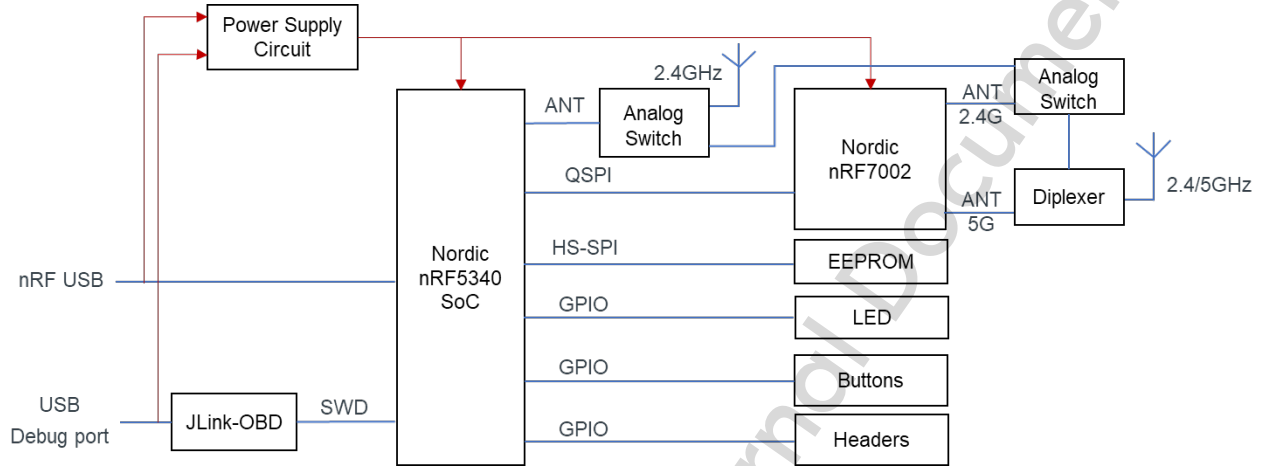 Power Supply
Circuit
2.4GHz
ANT
Analog
Switch
ANT
2.4G
Analog
Switch
Nordic
nRF7002
QSPI
ANT
5G
Diplexer
2.4/5GHz
Nordic
nRF5340
SoC
HS-SPI
EEPROM
nRF USB
GPIO
LED
GPIO
Buttons
USB
Debug port
JLink-OBD
SWD
GPIO
Headers